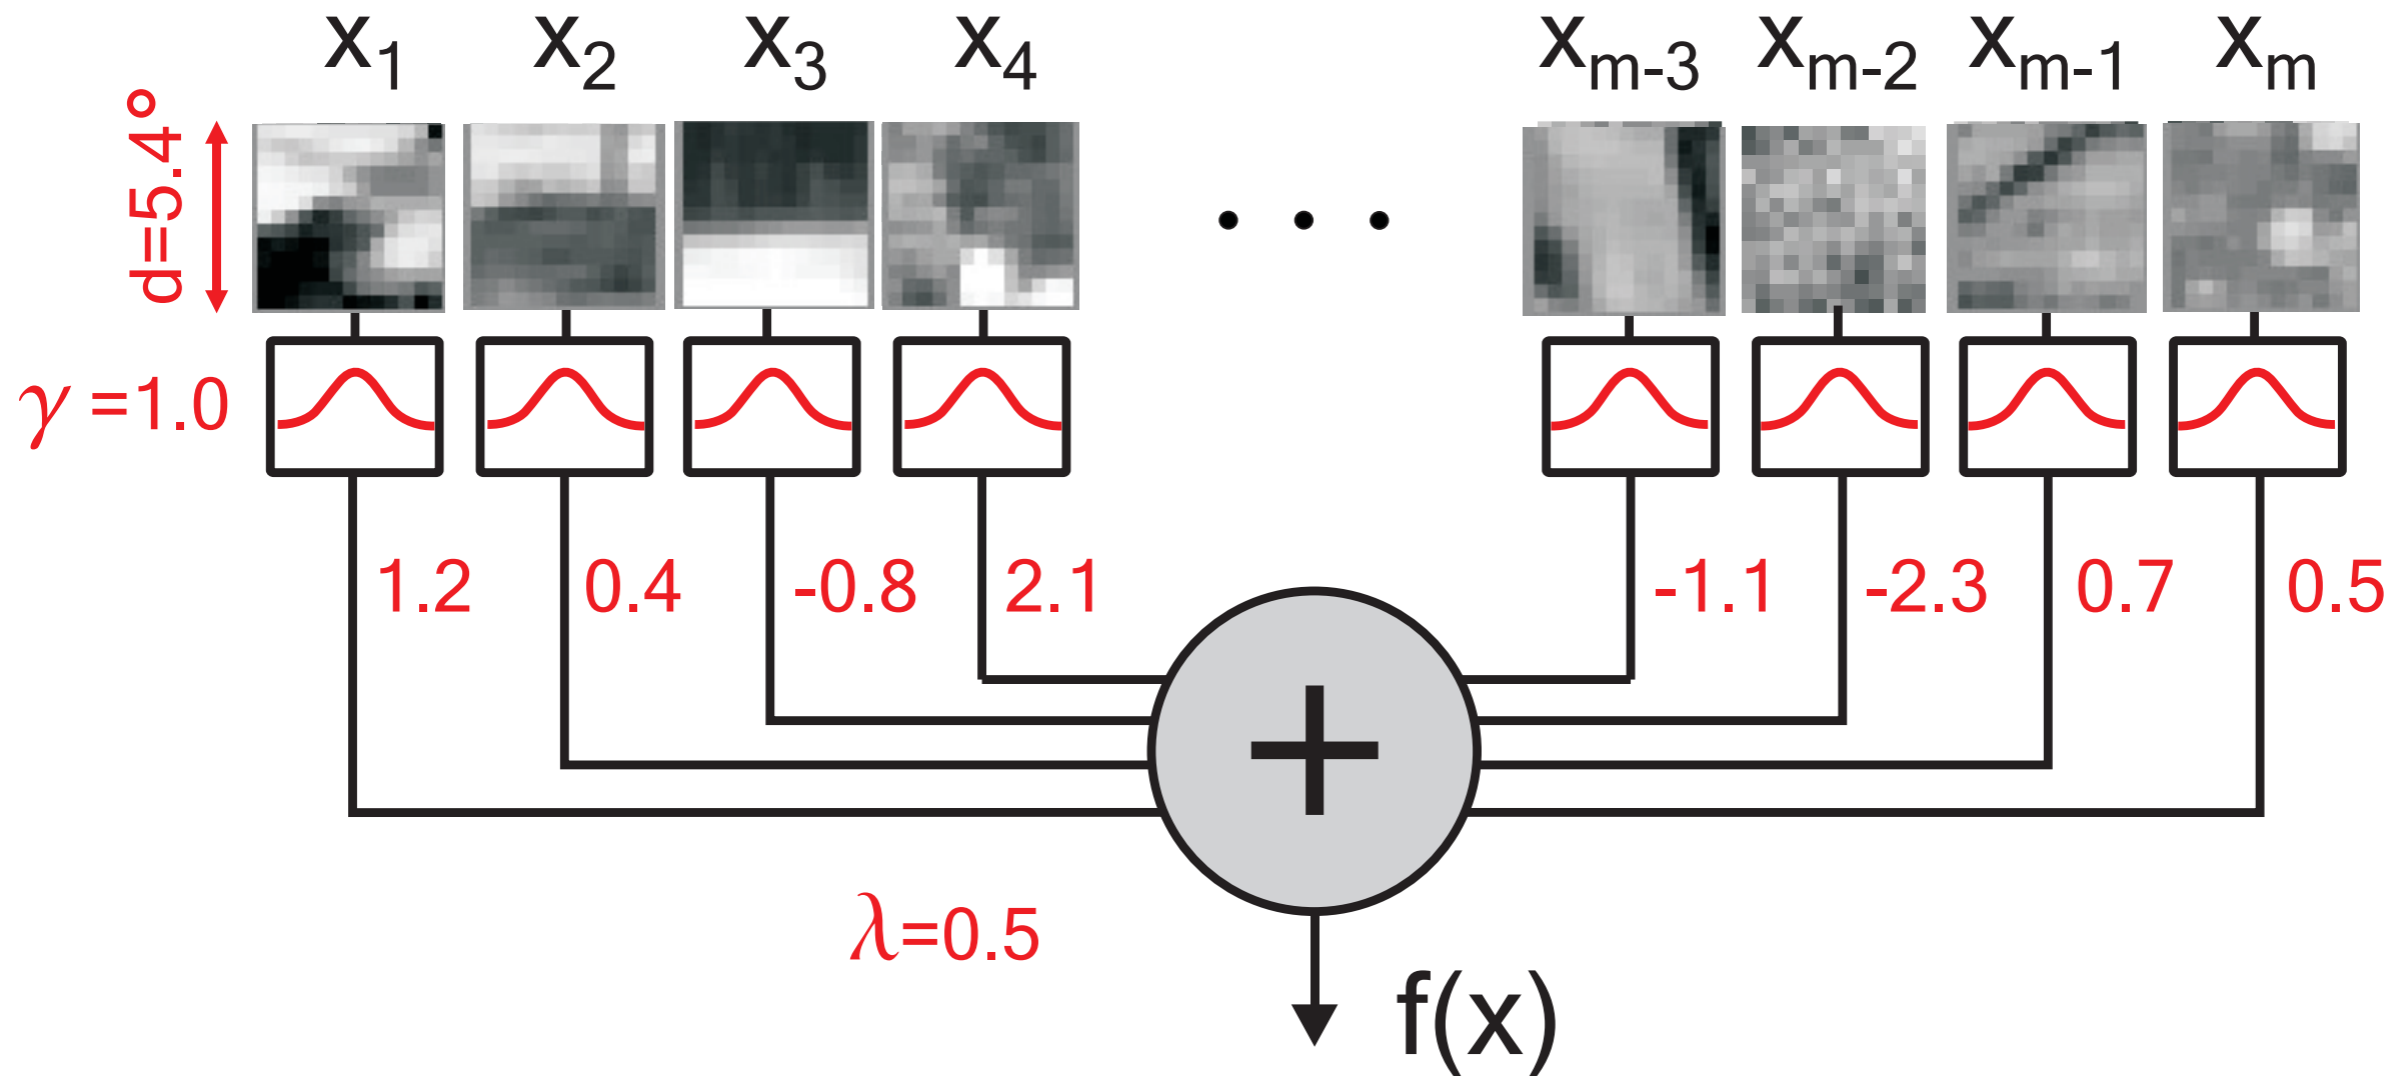 x₁ x₂ x₃ x₄ xₘ₋₃ xₘ₋₂ xₘ₋₁ xₘ
d=5.4°
γ =1.0
1.2 0.4 -0.8 2.1 -1.1 -2.3 0.7 0.5
+
λ=0.5
f(x)